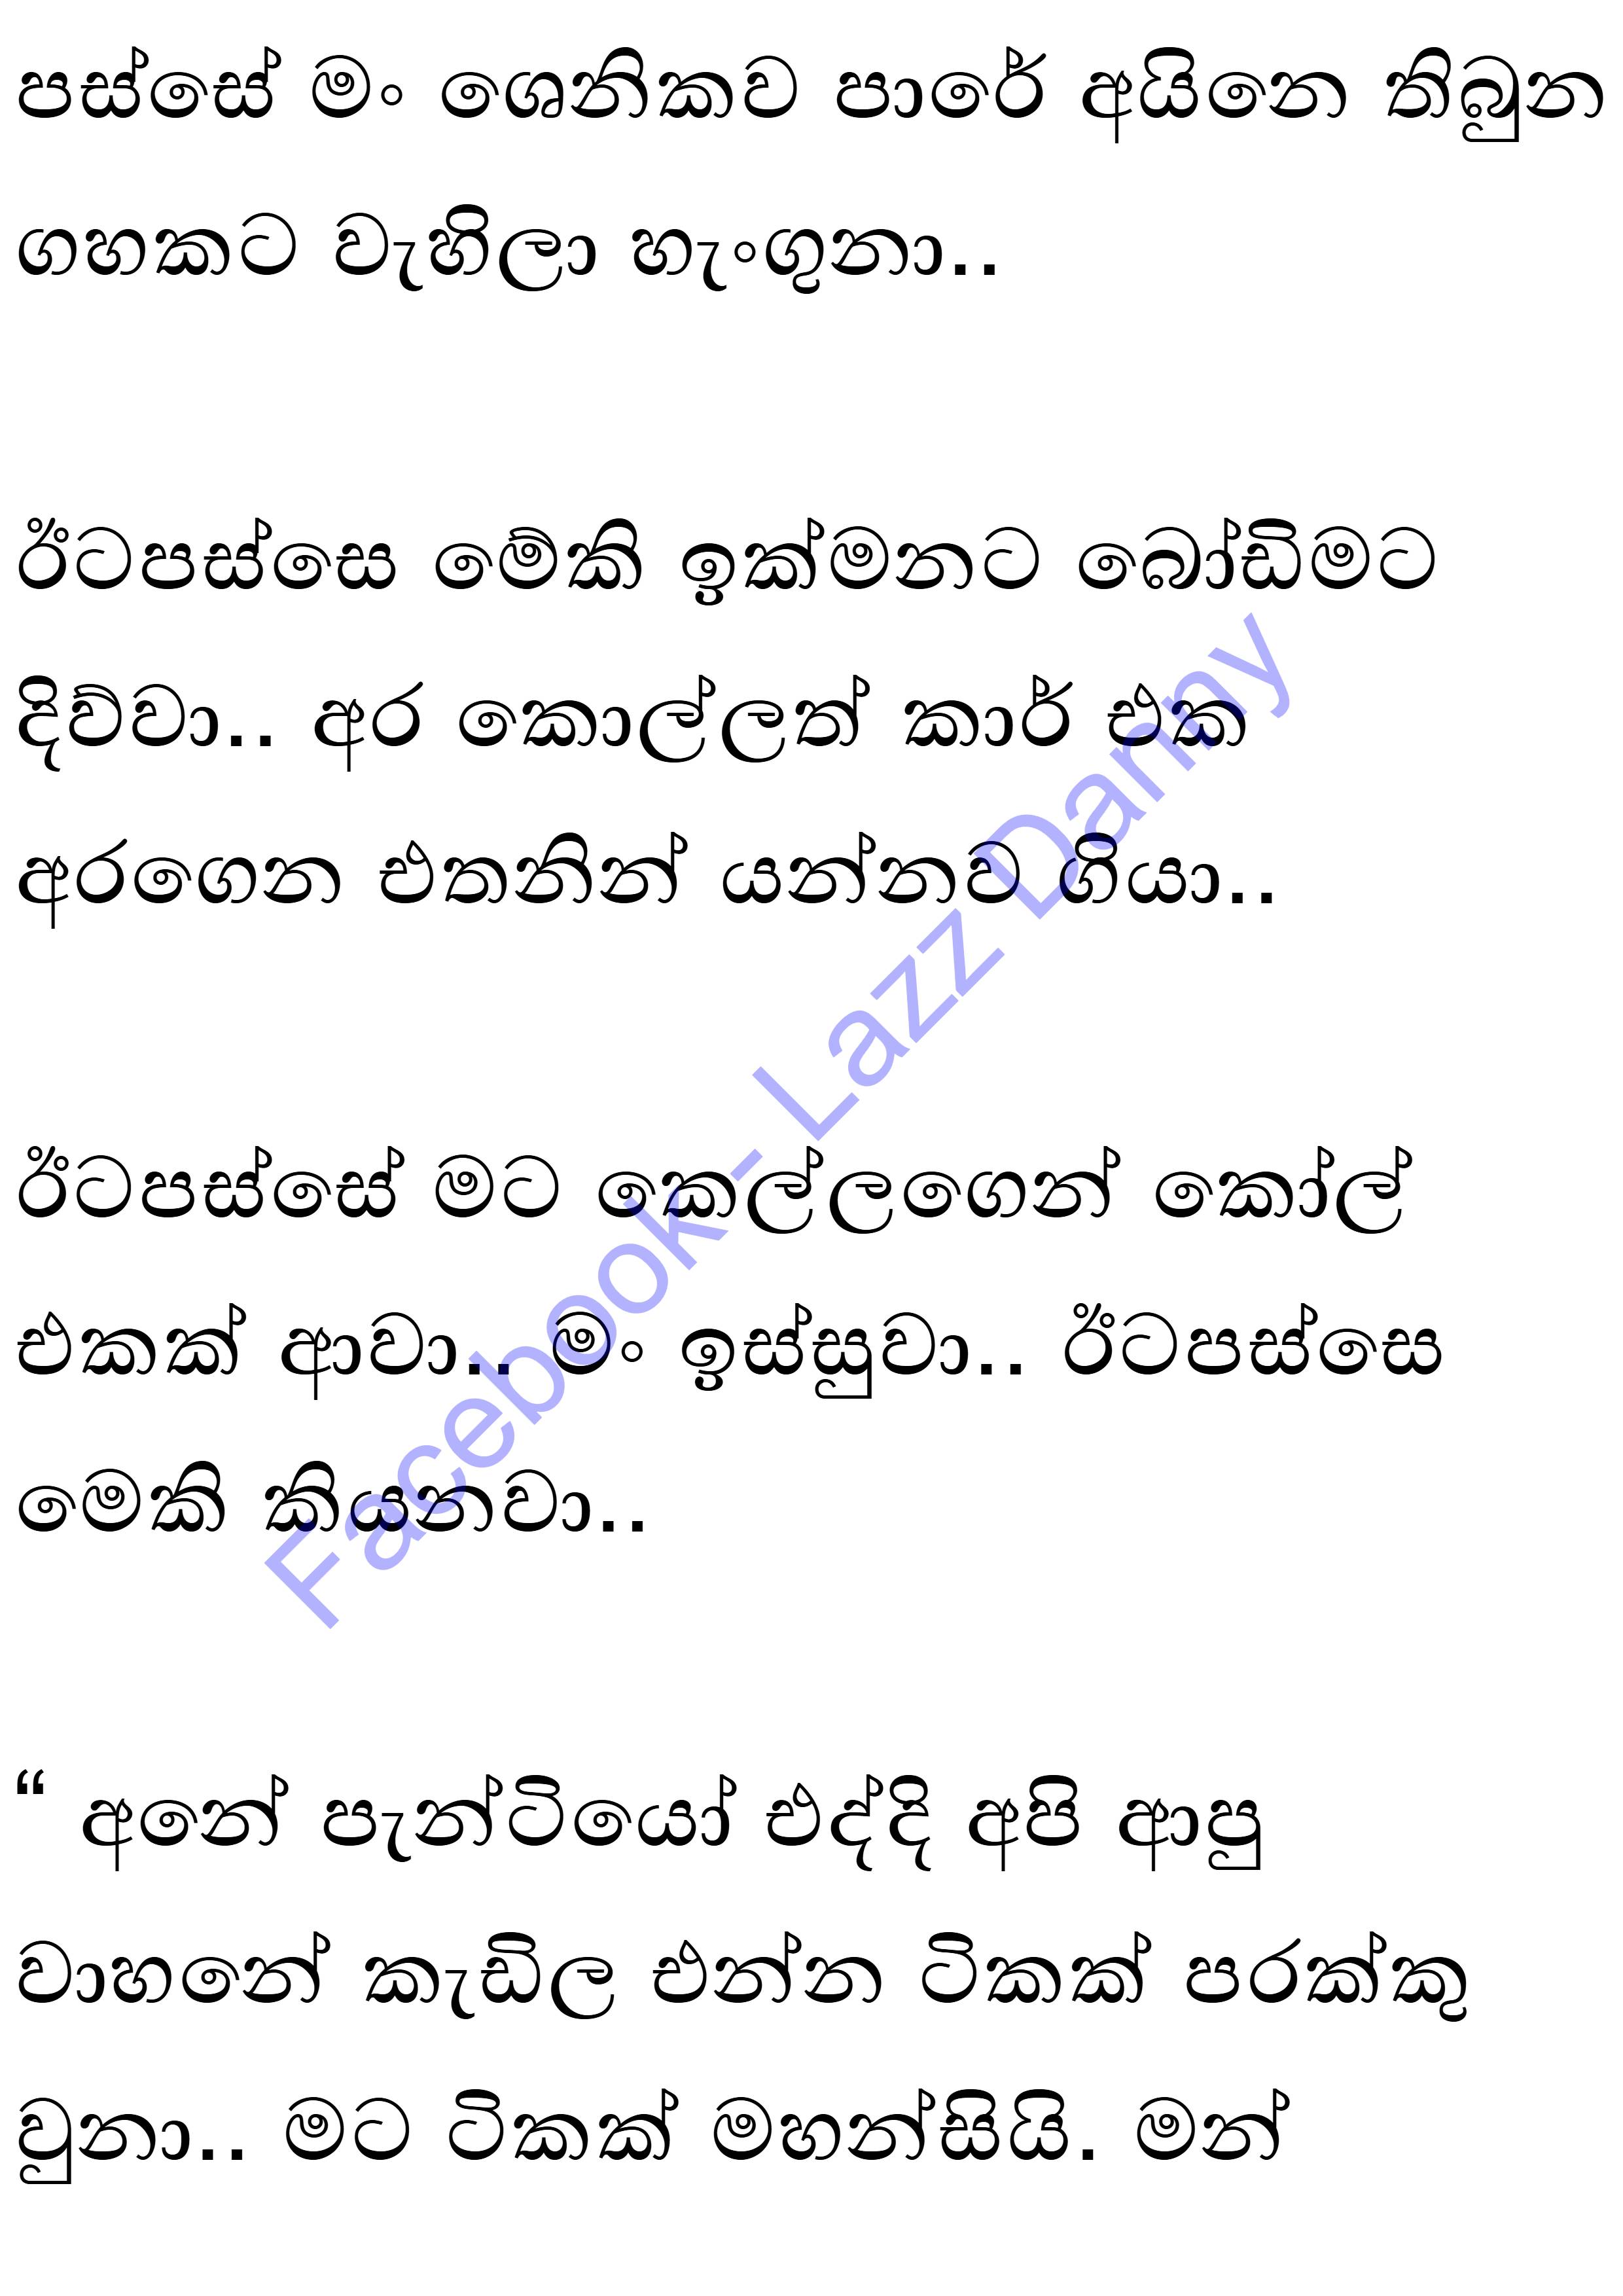 පස්සේ මං ශෙනිකව පාරේ අයිනෙ තිබුන
ගහකට වැහිලා හැංගුනා..
ඊටපස්සෙ මේකි ඉක්මනට බෝඩිමට
දිව්වා.. අර කොල්ලත් කාර් එක
අරගෙන එතනින් යන්නව ගියා..
ඊටපස්සේ මට කෙල්ලගෙන් කෝල්
එකක් ආවා.. මං ඉස්සුවා.. ඊටපස්සෙ
මෙකි කියනවා..
“ අනේ පැන්ටියෝ එද්දි අපි ආපු
වාහනේ කැඩිල එන්න ටිකක් පරක්කු
වුනා.. මට ටිකක් මහන්සියි. මන්
Facebook- Lazz Danny